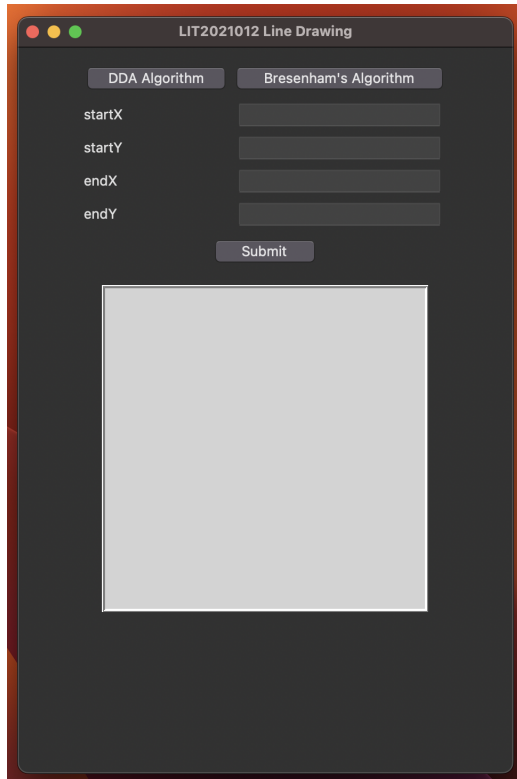 LIT2021012 Line Drawing
DDA Algorithm Bresenham's Algorithm
startX
startY
endX
endY
Submit